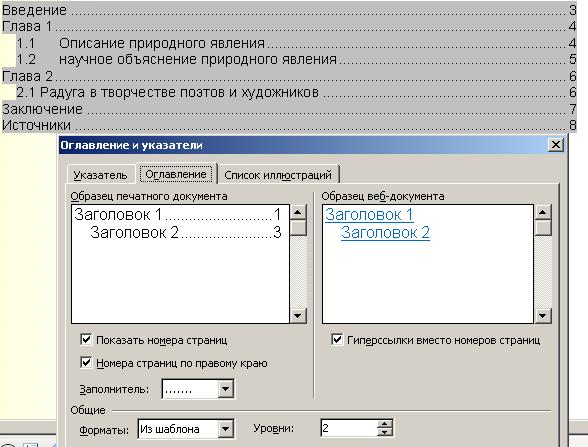 Введение ........ 3
Глава 1 ........ 4
1.1 Описание природного явления ........ 4
1.2 научное объяснение природного явления ........ 5
Глава 2 ........ 6
2.1 Радуга в творчестве поэтов и художников ........ 6
Заключение ........ 7
Источники ........ 8
Оглавление и указатели
Указатель Оглавление Список иллюстраций
Образец печатного документа Образец веб-документа
Заголовок 1........1 Заголовок 1
Заголовок 2........3 Заголовок 2
Показать номера страниц Гиперссылки вместо номеров страниц
Номера страниц по правому краю
Заполнитель: .......
Общие
Форматы: Из шаблона Уровни: 2